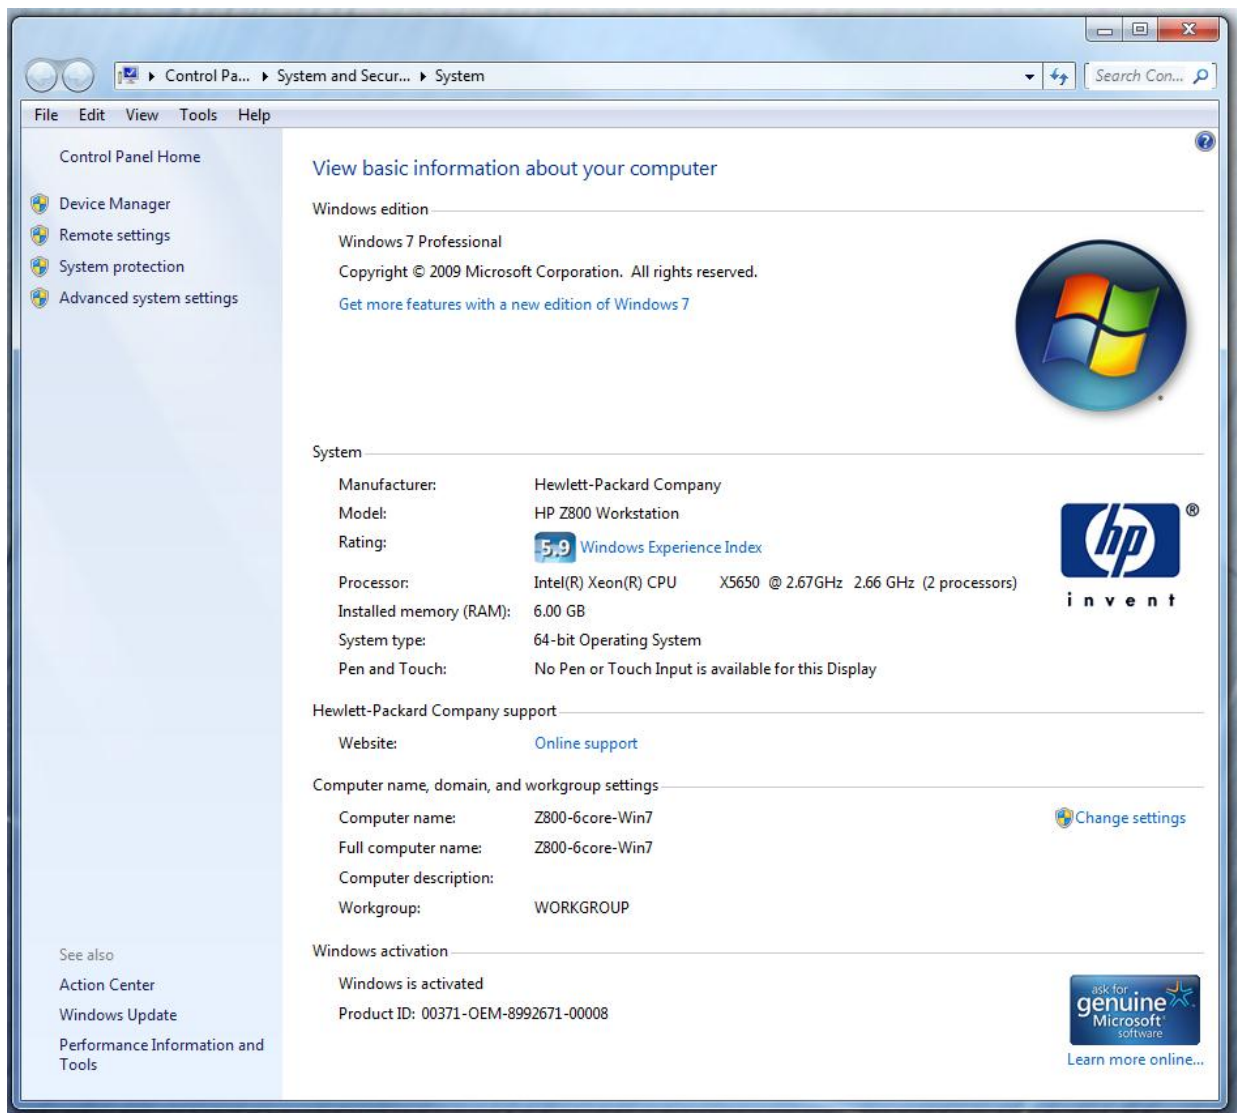 Control Pa... System and Secur... System
Search Con...
File Edit View Tools Help
Control Panel Home
Device Manager
Remote settings
System protection
Advanced system settings
View basic information about your computer
Windows edition
Windows 7 Professional
Copyright © 2009 Microsoft Corporation. All rights reserved.
Get more features with a new edition of Windows 7
System
Manufacturer: Hewlett-Packard Company
Model: HP Z800 Workstation
Rating: 5.9 Windows Experience Index
Processor: Intel(R) Xeon(R) CPU X5650 @ 2.67GHz 2.66 GHz (2 processors)
Installed memory (RAM): 6.00 GB
System type: 64-bit Operating System
Pen and Touch: No Pen or Touch Input is available for this Display
hp ®
invent
Hewlett-Packard Company support
Website: Online support
Computer name, domain, and workgroup settings
Computer name: Z800-6core-Win7
Change settings
Full computer name: Z800-6core-Win7
Computer description:
Workgroup: WORKGROUP
Windows activation
Windows is activated
Product ID: 00371-OEM-8992671-00008
ask for
genuine
Microsoft
software
Learn more online...
See also
Action Center
Windows Update
Performance Information and
Tools